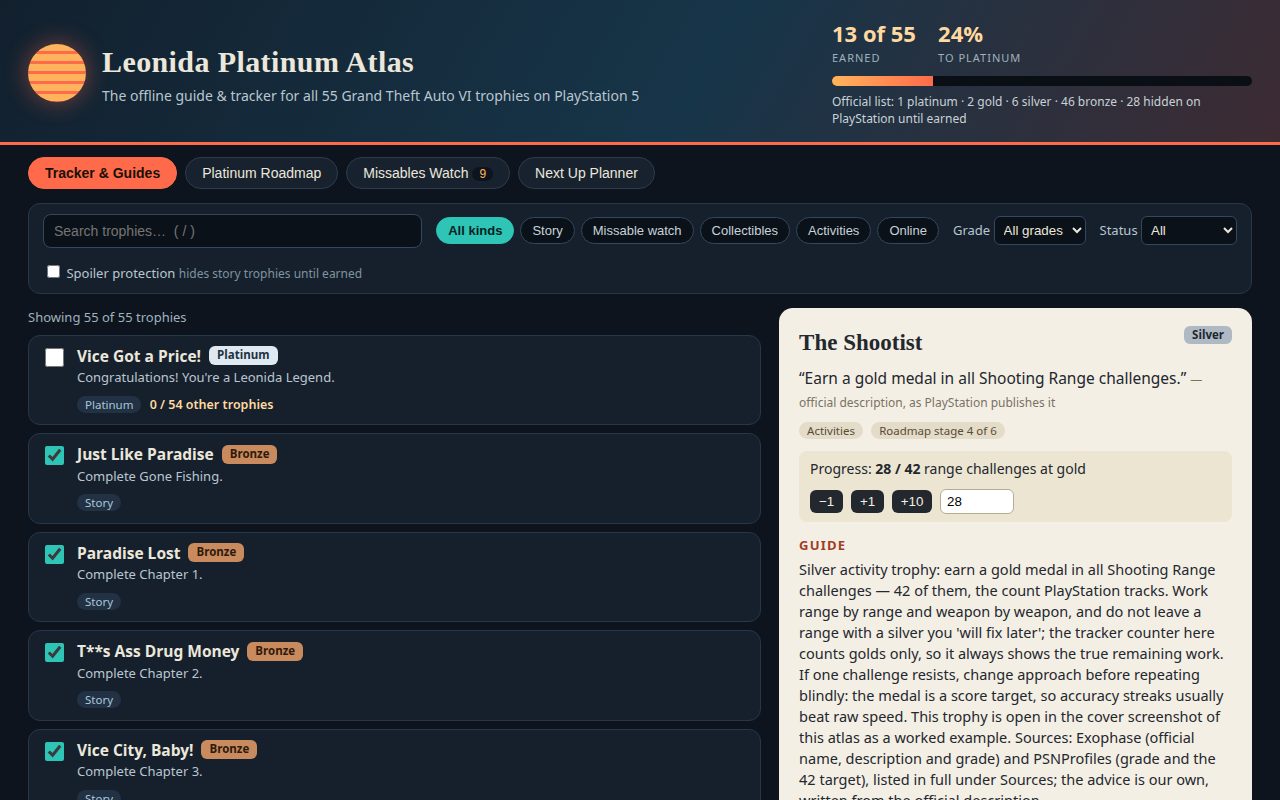 Leonida Platinum Atlas
The offline guide & tracker for all 55 Grand Theft Auto VI trophies on PlayStation 5
13 of 55
EARNED
24%
TO PLATINUM
Official list: 1 platinum · 2 gold · 6 silver · 46 bronze · 28 hidden on
PlayStation until earned
Tracker & Guides
Platinum Roadmap
Missables Watch 9
Next Up Planner
Search trophies… ( / )
All kinds
Story
Missable watch
Collectibles
Activities
Online
Grade All grades
Status All
Spoiler protection hides story trophies until earned
Showing 55 of 55 trophies
Vice Got a Price! Platinum
Congratulations! You're a Leonida Legend.
Platinum 0 / 54 other trophies
Just Like Paradise Bronze
Complete Gone Fishing.
Story
Paradise Lost Bronze
Complete Chapter 1.
Story
T**s Ass Drug Money Bronze
Complete Chapter 2.
Story
Vice City, Baby! Bronze
Complete Chapter 3.
Story
The Shootist
Silver
“Earn a gold medal in all Shooting Range challenges.” —
official description, as PlayStation publishes it
Activities
Roadmap stage 4 of 6
Progress: 28 / 42 range challenges at gold
−1
+1
+10
28
GUIDE
Silver activity trophy: earn a gold medal in all Shooting Range
challenges — 42 of them, the count PlayStation tracks. Work
range by range and weapon by weapon, and do not leave a
range with a silver you 'will fix later'; the tracker counter here
counts golds only, so it always shows the true remaining work.
If one challenge resists, change approach before repeating
blindly: the medal is a score target, so accuracy streaks usually
beat raw speed. This trophy is open in the cover screenshot of
this atlas as a worked example. Sources: Exophase (official
name, description and grade) and PSNProfiles (grade and the
42 target), listed in full under Sources; the advice is our own,
written from the official description.